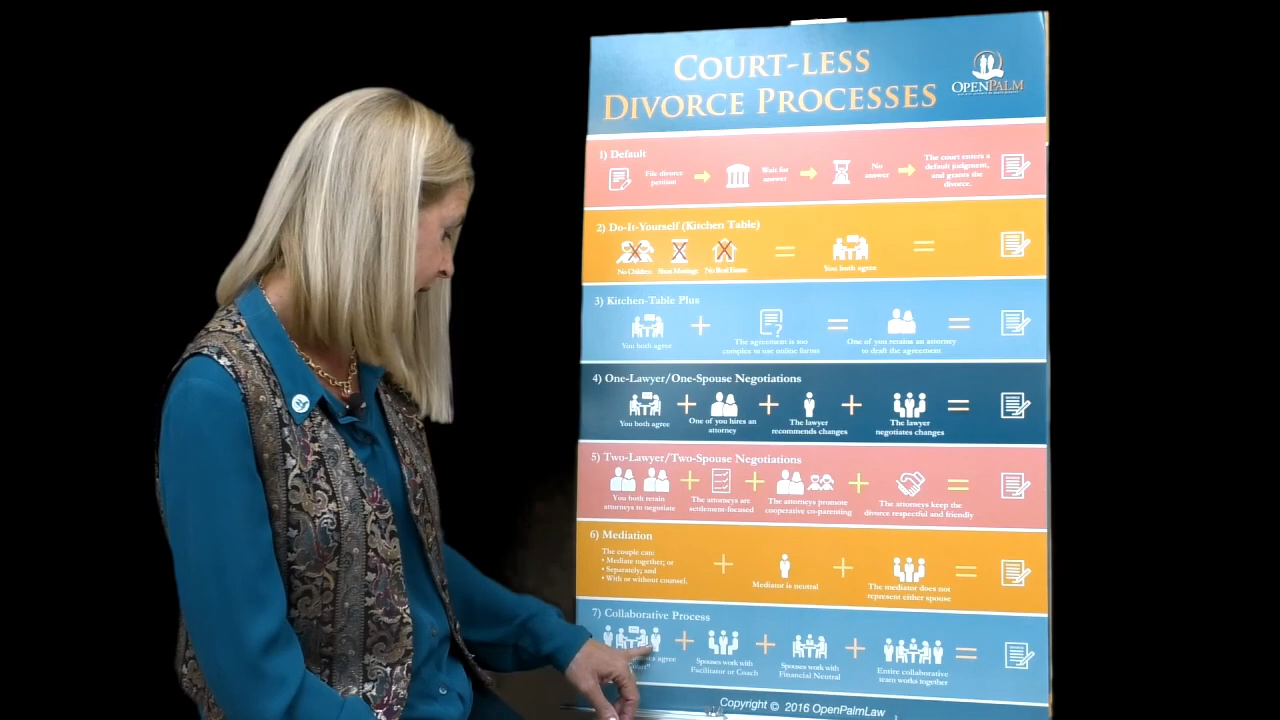 COURT-LESS
DIVORCE PROCESSES
OPENPALM
1) Default
File divorce
petition
Wait for
answer
No
answer
The court enters a
default judgment,
and grants the
divorce.
2) Do-It-Yourself (Kitchen Table)
No Children
Short Marriage
No Real Estate
You both agree
3) Kitchen-Table Plus
You both agree
The agreement is too
complex to use online forms
One of you retains an attorney
to draft the agreement
4) One-Lawyer/One-Spouse Negotiations
You both agree
One of you hires an
attorney
The lawyer
recommends changes
The lawyer
negotiates changes
5) Two-Lawyer/Two-Spouse Negotiations
You both retain
attorneys to negotiate
The attorneys are
settlement-focused
The attorneys promote
cooperative co-parenting
The attorneys keep the
divorce respectful and friendly
6) Mediation
The couple can:
• Mediate together; or
• Separately; and
• With or without counsel.
Mediator is neutral
The mediator does not
represent either spouse
7) Collaborative Process
agree
Spouses work with
Facilitator or Coach
Spouses work with
Financial Neutral
Entire collaborative
team works together
Copyright © 2016 OpenPalmLaw